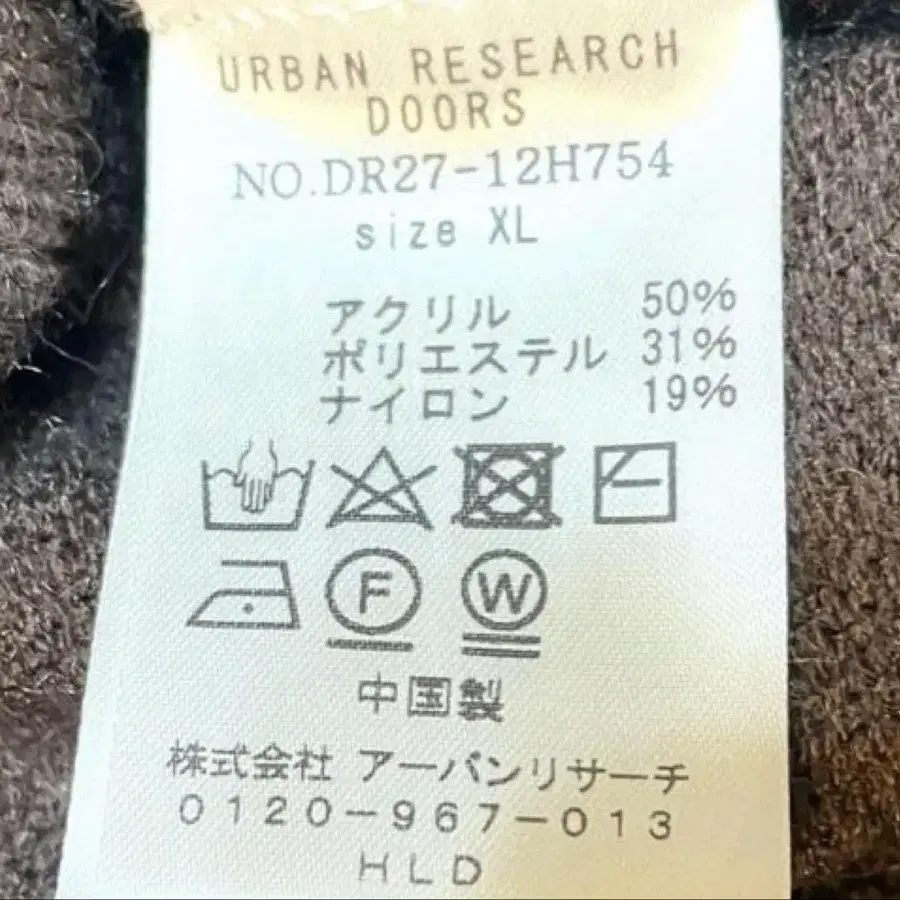 URBAN RESEARCH
DOORS
NO.DR27-12H754
size XL
アクリル 50%
ポリエステル 31%
ナイロン 19%
F W
中国製
株式会社 アーバンリサーチ
0120-967-013
HLD